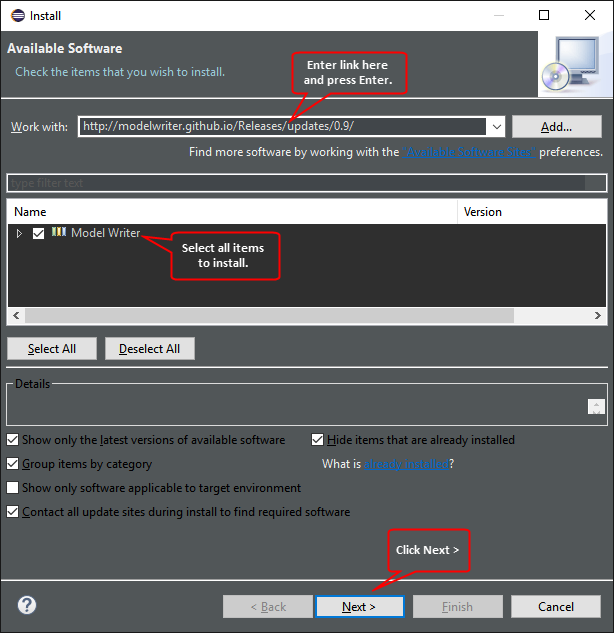 Install
Available Software
Check the items that you wish to install.
Enter link here
and press Enter.
Work with: http://modelwriter.github.io/Releases/updates/0.9/ Add...
Find more software by working with the "Available Software Sites" preferences.
type filter text
Name Version
Model Writer
Select all items
to install.
Select All Deselect All
Details
Show only the latest versions of available software Hide items that are already installed
Group items by category What is already installed?
Show only software applicable to target environment
Contact all update sites during install to find required software
Click Next >
? < Back Next > Finish Cancel